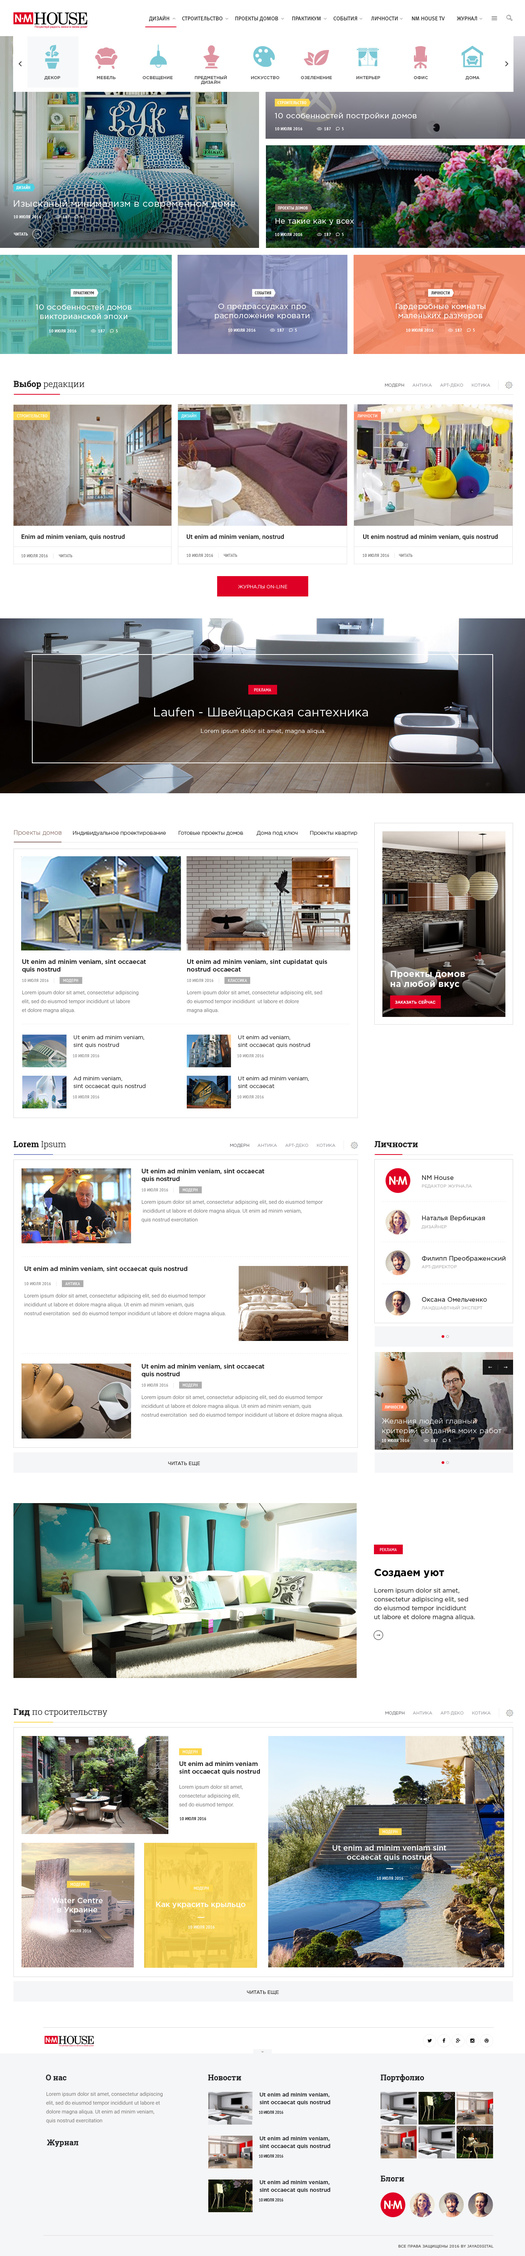 N•M HOUSE
ДИЗАЙН СТРОИТЕЛЬСТВО ПРОЕКТЫ ДОМОВ ПРАКТИКУМ СОБЫТИЯ ЛИЧНОСТИ NM HOUSE TV ЖУРНАЛ
ДЕКОР МЕБЕЛЬ ОСВЕЩЕНИЕ ПРЕДМЕТНЫЙ ДИЗАЙН ИСКУССТВО ОЗЕЛЕНЕНИЕ ИНТЕРЬЕР ОФИС ДОМА
ДИЗАЙН
Изысканый минимализм в современном доме
10 ИЮЛЯ 2016 187 5
ЧИТАТЬ
СТРОИТЕЛЬСТВО
10 особенностей постройки домов
10 ИЮЛЯ 2016 187 5
ПРОЕКТЫ ДОМОВ
Не такие как у всех
10 ИЮЛЯ 2006 187 5
ПРАКТИКУМ
10 особенностей домов
викторианской эпохи
10 ИЮЛЯ 2016 187 5
СОБЫТИЯ
О предрассудках про
расположение кровати
10 ИЮЛЯ 2016 187 5
ЛИЧНОСТИ
Гардеробные комнаты
маленьких размеров
10 ИЮЛЯ 2016 187 5
Выбор редакции
МОДЕРН АНТИКА АРТ-ДЕКО КОТИКА
СТРОИТЕЛЬСТВО
Enim ad minim veniam, quis nostrud
10 ИЮЛЯ 2016 ЧИТАТЬ
ДИЗАЙН
Ut enim ad minim veniam, nostrud
10 ИЮЛЯ 2016 ЧИТАТЬ
ЛИЧНОСТИ
Ut enim nostrud ad minim veniam, quis nostrud
10 ИЮЛЯ 2016 ЧИТАТЬ
ЖУРНАЛЫ ON-LINE
РЕКЛАМА
Laufen - Швейцарская сантехника
Lorem ipsum dolor sit amet, magna aliqua.
Проекты домов Индивидуальное проектирование Готовые проекты домов Дома под ключ Проекты квартир
Ut enim ad minim veniam, sint occaecat
quis nostrud
10 ИЮЛЯ 2016 МОДЕРН
Lorem ipsum dolor sit amet, consectetur adipiscing
elit, sed do eiusmod tempor incididunt ut labore
et dolore magna aliqua.
Ut enim ad minim veniam, sint cupidatat quis
nostrud occaecat
10 ИЮЛЯ 2016 КЛАССИКА
Lorem ipsum dolor sit amet, consectetur adipiscing elit, sed
do eiusmod tempor incididunt ut labore et dolore magna
aliqua.
Ut enim ad minim veniam,
sint quis nostrud
10 ИЮЛЯ 2016
Ut enim ad veniam,
sint occaecat quis nostrud
10 ИЮЛЯ 2016
Ad minim veniam,
sint occaecat quis nostrud
10 ИЮЛЯ 2016
Ut enim ad minim veniam,
sint occaecat
10 ИЮЛЯ 2016
Проекты домов
на любой вкус
ЗАКАЗАТЬ СЕЙЧАС
Lorem Ipsum
МОДЕРН АНТИКА АРТ-ДЕКО КОТИКА
Ut enim ad minim veniam, sint occaecat
quis nostrud
10 ИЮЛЯ 2016 МОДЕРН
Lorem ipsum dolor sit amet, consectetur adipiscing elit, sed do eiusmod tempor
incididunt ut labore et dolore magna aliqua. Ut enim ad minim veniam,
quis nostrud exercitation
Ut enim ad minim veniam, sint occaecat quis nostrud
10 ИЮЛЯ 2016 АНТИКА
Lorem ipsum dolor sit amet, consectetur adipiscing elit, sed do eiusmod tempor
incididunt ut labore et dolore magna aliqua. Ut enim ad minim veniam, quis
nostrud exercitation sed do eiusmod tempor incididunt ut labore et dolore magna aliqua.
Ut enim ad minim veniam, sint occaecat
quis nostrud
10 ИЮЛЯ 2016 МОДЕРН
Lorem ipsum dolor sit amet, consectetur adipiscing elit, sed do eiusmod tempor
incididunt ut labore et dolore magna aliqua. Ut enim ad minim veniam, quis
nostrud exercitation sed do eiusmod tempor incididunt ut labore et dolore magna aliqua.
ЧИТАТЬ ЕЩЕ
Личности
N•M
NM House
РЕДАКТОР ЖУРНАЛА
Наталья Вербицкая
ДИЗАЙНЕР
Филипп Преображенский
АРТ-ДИРЕКТОР
Оксана Омельченко
ЛАНДШАФТНИЙ ЭКСПЕРТ
ЛИЧНОСТИ
Желания людей главный
критерий создания моих работ
10 ИЮЛЯ 2016 187 5
РЕКЛАМА
Создаем уют
Lorem ipsum dolor sit amet,
consectetur adipiscing elit, sed
do eiusmod tempor incididunt
ut labore et dolore magna aliqua.
Гид по строительству
МОДЕРН АНТИКА АРТ-ДЕКО КОТИКА
МОДЕРН
Ut enim ad minim veniam
sint occaecat quis nostrud
Lorem ipsum dolor sit amet,
consectetur adipiscing elit,
sed do eiusmod tempor.
10 ИЮЛЯ 2016
МОДЕРН
Ut enim ad minim veniam sint
occaecat quis nostrud
10 ИЮЛЯ 2016
МОДЕРН
Water Centre
в Украине
10 ИЮЛЯ 2016
МОДЕРН
Как украсить крыльцо
10 ИЮЛЯ 2016
ЧИТАТЬ ЕЩЕ
N•M HOUSE
О нас
Lorem ipsum dolor sit amet, consectetur adipiscing
elit, sed do eiusmod tempor incididunt ut labore et
dolore magna aliqua. Ut enim ad minim veniam,
quis nostrud exercitation
Журнал
Новости
Ut enim ad minim veniam,
sint occaecat quis nostrud
10 ИЮЛЯ 2016
Ut enim ad minim veniam,
sint occaecat quis nostrud
10 ИЮЛЯ 2016
Ut enim ad minim veniam,
sint occaecat quis nostrud
10 ИЮЛЯ 2016
Портфолио
Блоги
N•M
ВСЕ ПРАВА ЗАЩИЩЕНЫ 2016 BY JAYADIGITAL